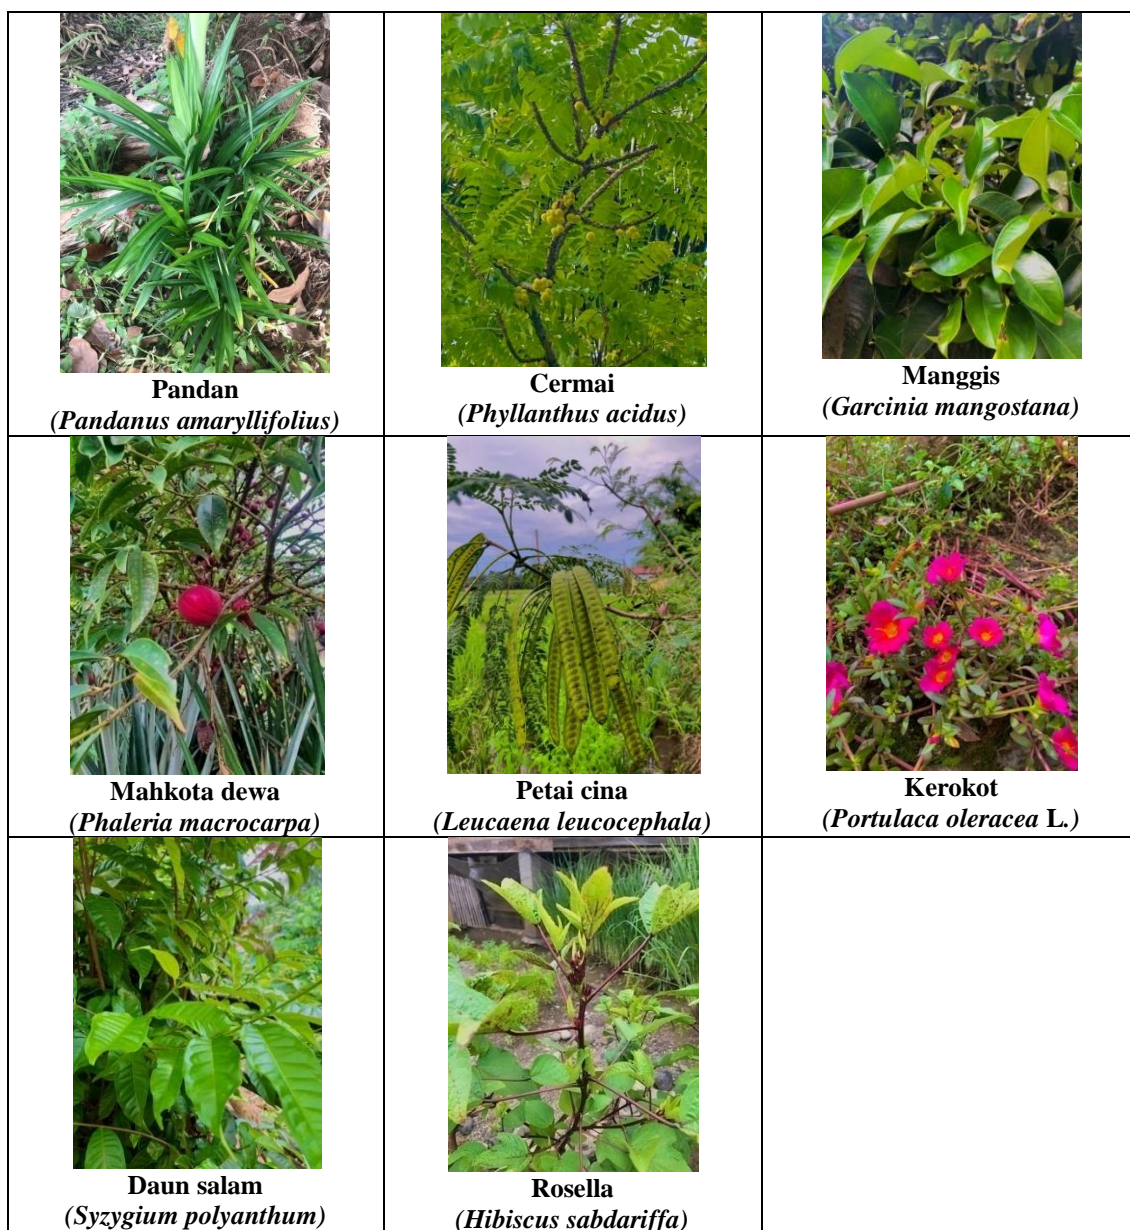 Pandan
(Pandanus amaryllifolius)
Cermai
(Phyllanthus acidus)
Manggis
(Garcinia mangostana)
Mahkota dewa
(Phaleria macrocarpa)
Petai cina
(Leucaena leucocephala)
Kerokot
(Portulaca oleracea L.)
Daun salam
(Syzygium polyanthum)
Rosella
(Hibiscus sabdariffa)